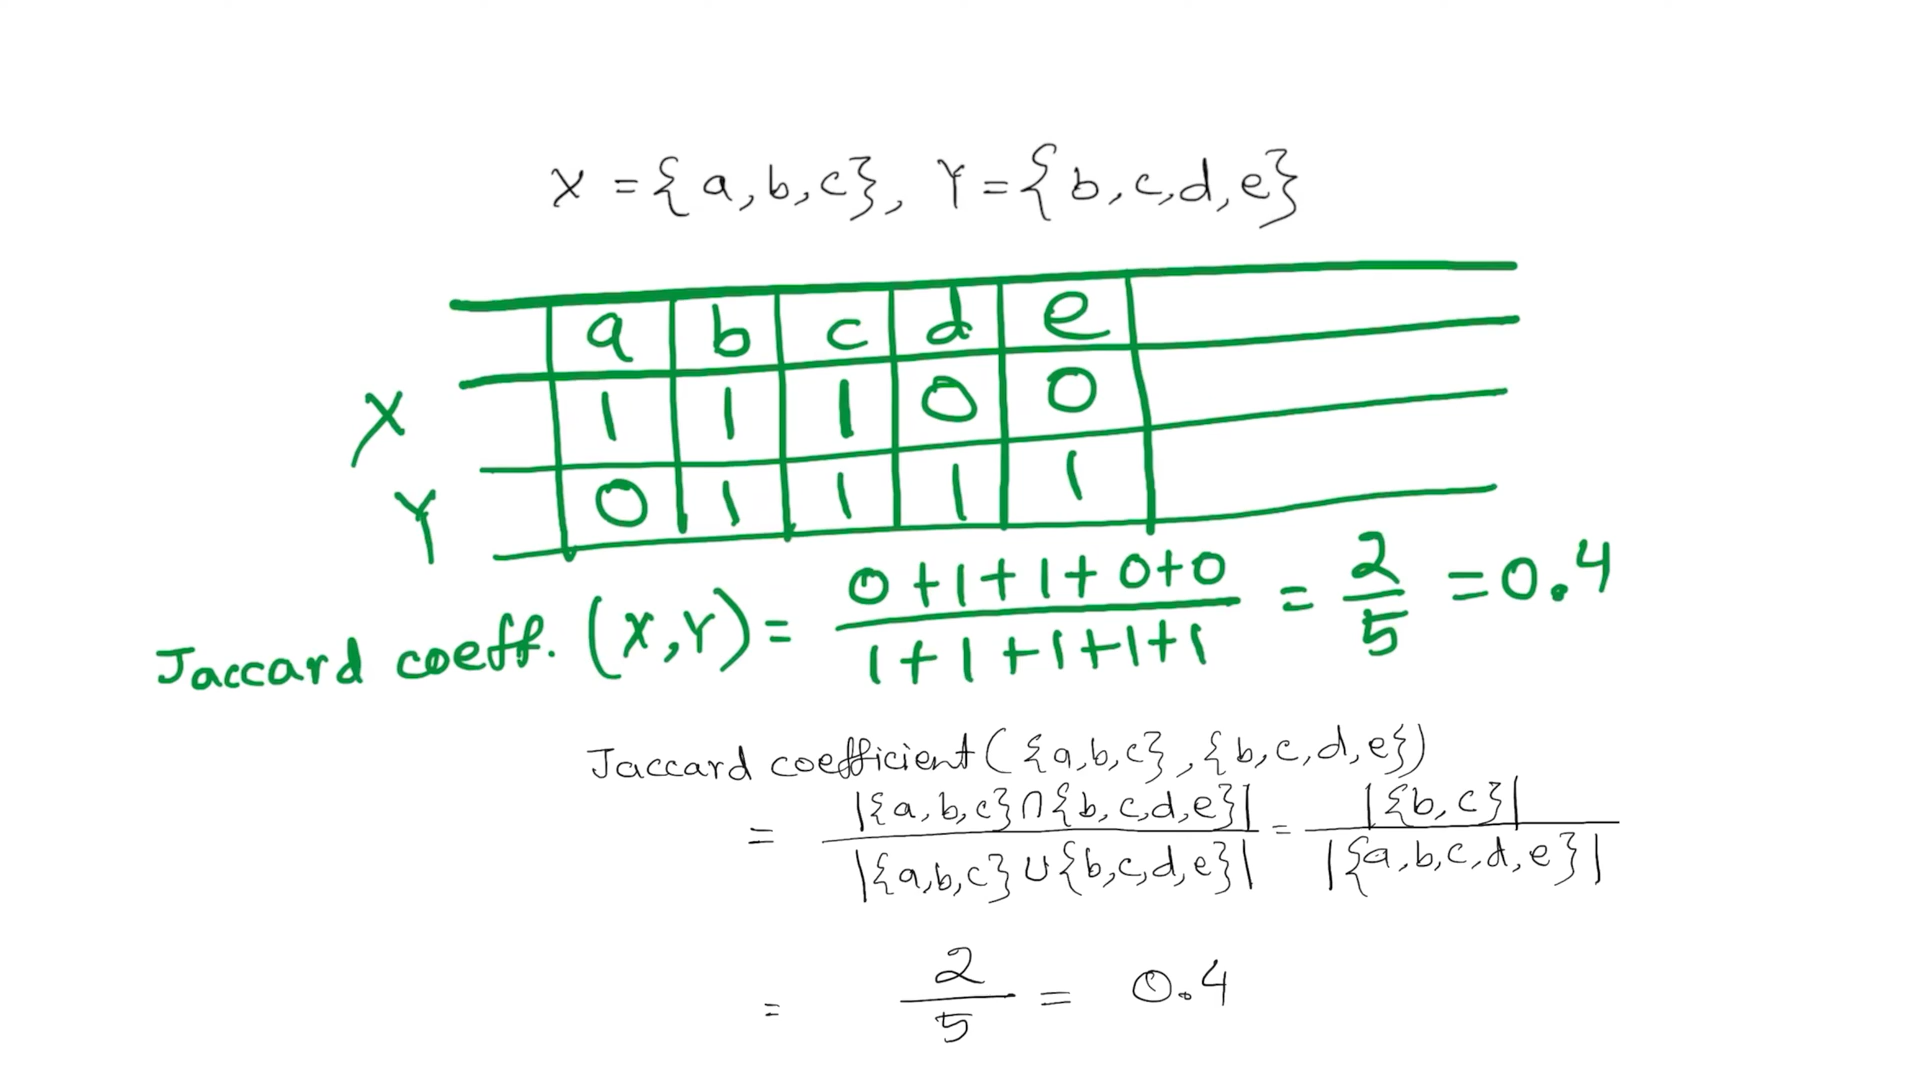 X = {a, b, c}, Y = {b, c, d, e}
a b c d e
X 1 1 1 0 0
Y 0 1 1 1 1
Jaccard coeff. (X, Y) = 0+1+1+0+0 / 1+1+1+1+1 = 2/5 = 0.4
Jaccard coefficient ({a, b, c}, {b, c, d, e})
= |{a, b, c} ∩ {b, c, d, e}| / |{a, b, c} ∪ {b, c, d, e}| = |{b, c}| / |{a, b, c, d, e}|
= 2/5 = 0.4